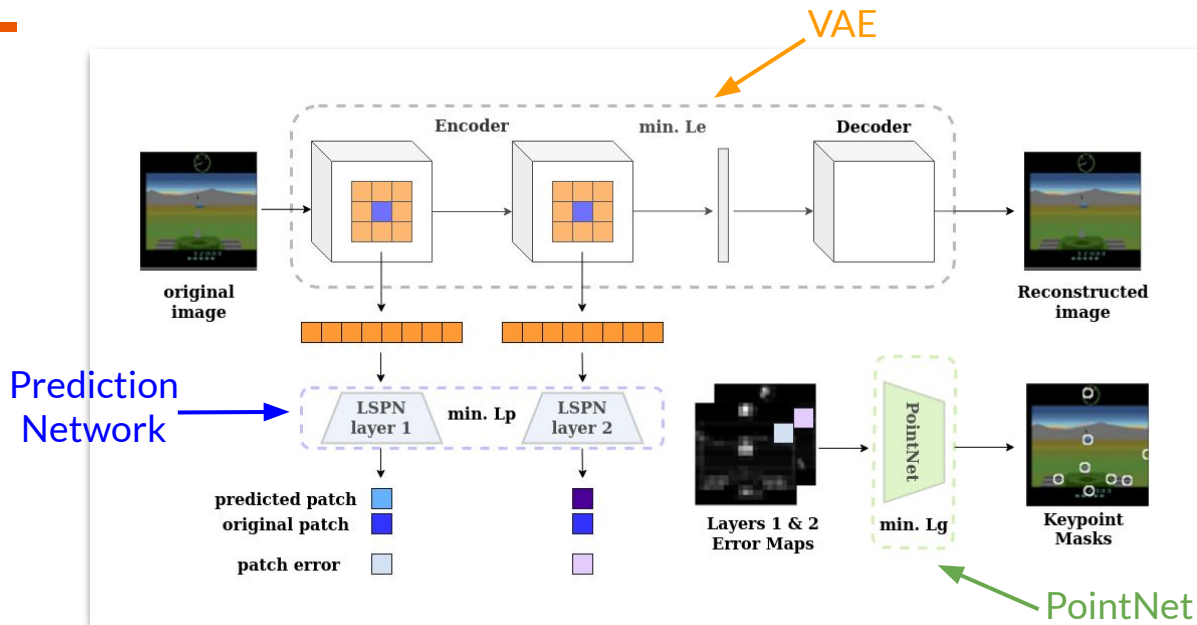 VAE
Encoder
min. Le
Decoder
original
image
Reconstructed
image
Prediction
Network
LSPN
layer 1
min. Lp
LSPN
layer 2
PointNet
predicted patch
original patch
patch error
Layers 1 & 2
Error Maps
min. Lg
Keypoint
Masks
PointNet